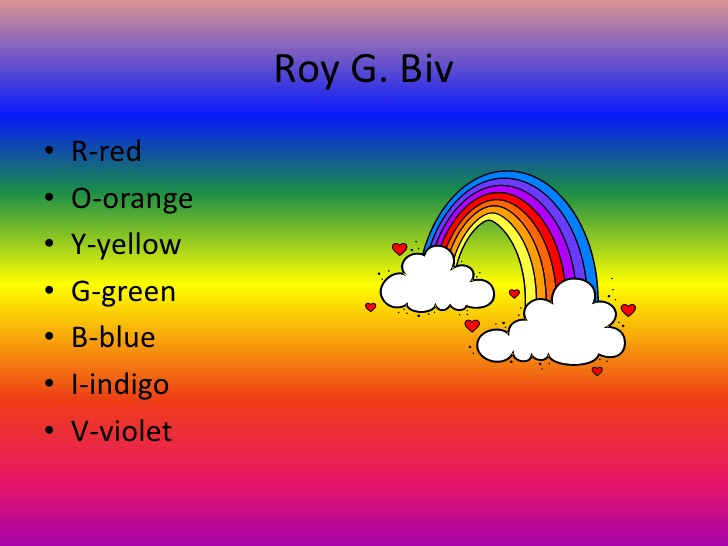 Roy G. Biv
• R-red
• O-orange
• Y-yellow
• G-green
• B-blue
• I-indigo
• V-violet